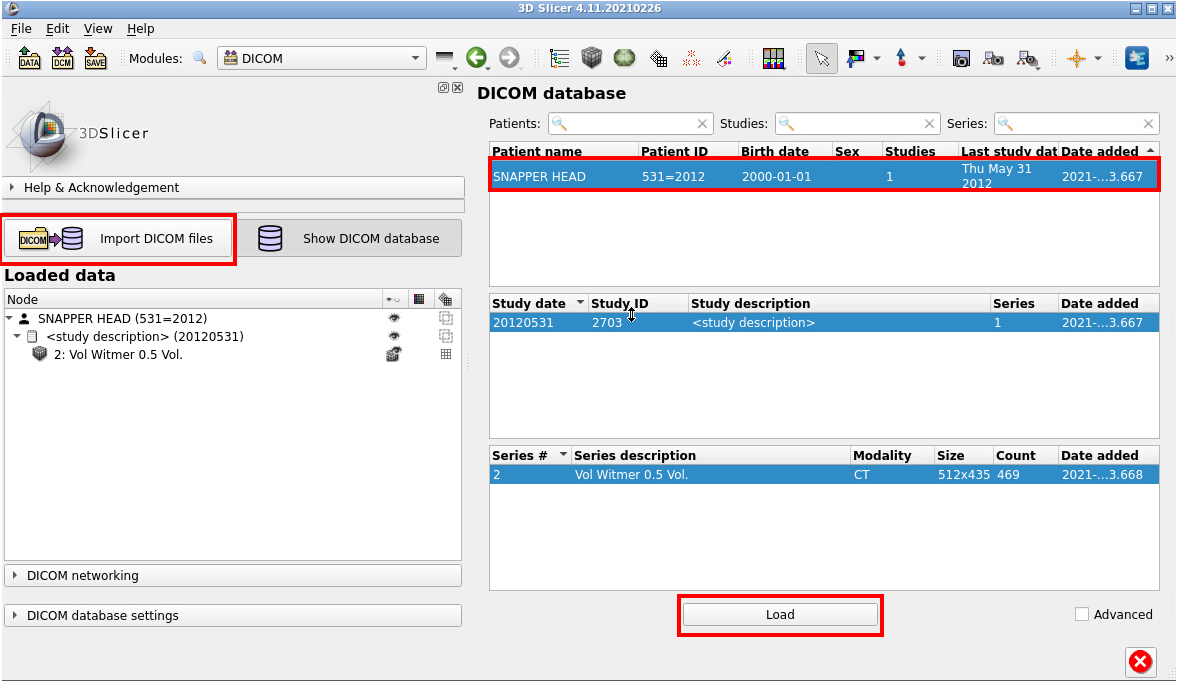 3D Slicer 4.11.20210226
File Edit View Help
DATA DCM SAVE Modules: DICOM
3DSlicer
Help & Acknowledgement
DICOM Import DICOM files Show DICOM database
Loaded data
Node
SNAPPER HEAD (531=2012)
<study description> (20120531)
2: Vol Witmer 0.5 Vol.
DICOM networking
DICOM database settings
DICOM database
Patients: Studies: Series:
Patient name Patient ID Birth date Sex Studies Last study dat Date added
SNAPPER HEAD 531=2012 2000-01-01 1 Thu May 31 2021-...3.667
2012
Study date Study ID Study description Series Date added
20120531 2703 <study description> 1 2021-...3.667
Series # Series description Modality Size Count Date added
2 Vol Witmer 0.5 Vol. CT 512x435 469 2021-...3.668
Load Advanced